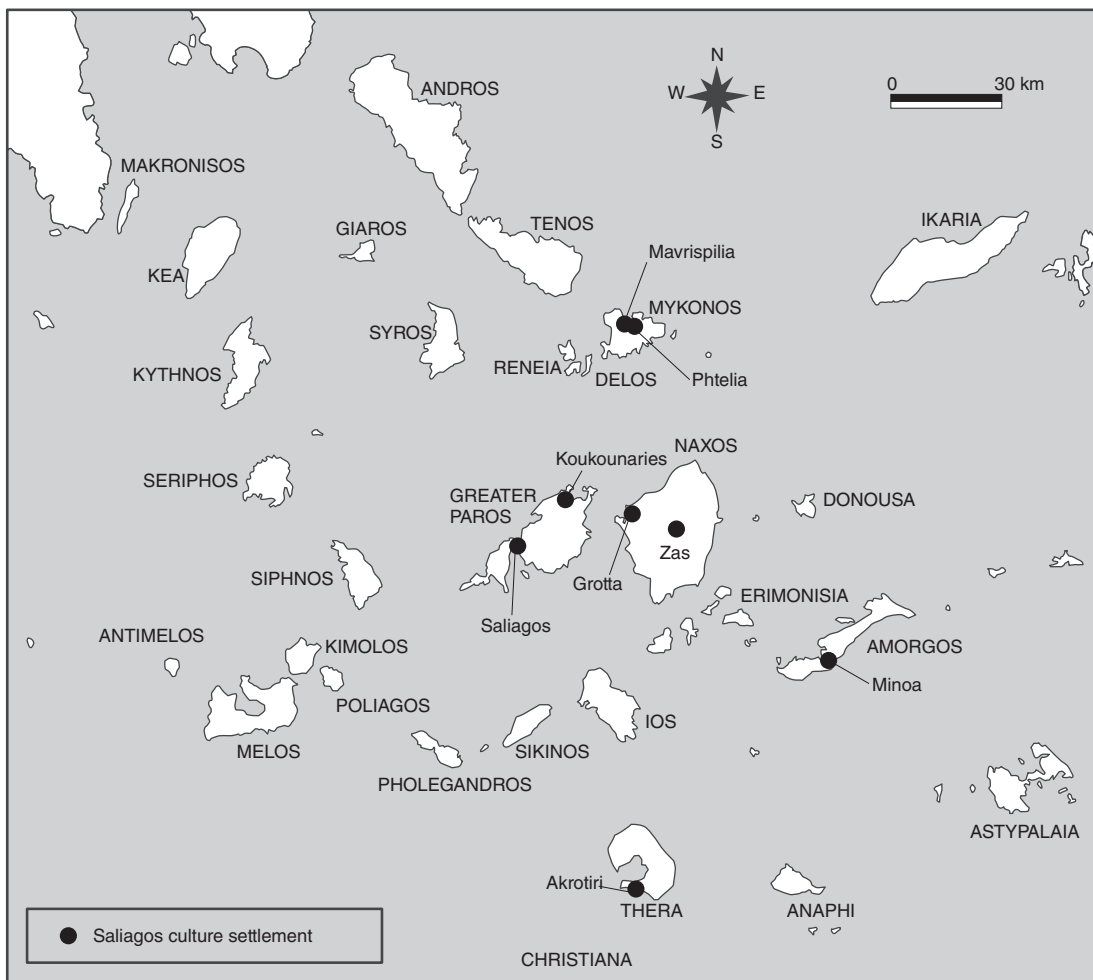 N
W
E
S
0
30 km
ANDROS
MAKRONISOS
GIAROS
TENOS
IKARIA
KEA
Mavrispilia
MYKONOS
SYROS
RENEIA
DELOS
Phtelia
KYTHNOS
NAXOS
Koukounaries
SERIPHOS
GREATER
PAROS
DONOUSA
Zas
SIPHNOS
Grotta
ERIMONISIA
Saliagos
ANTIMELOS
KIMOLOS
AMORGOS
Minoa
POLIAGOS
IOS
MELOS
SIKINOS
PHOLEGANDROS
ASTYPALAIA
Akrotiri
THERA
ANAPHI
Saliagos culture settlement
CHRISTIANA